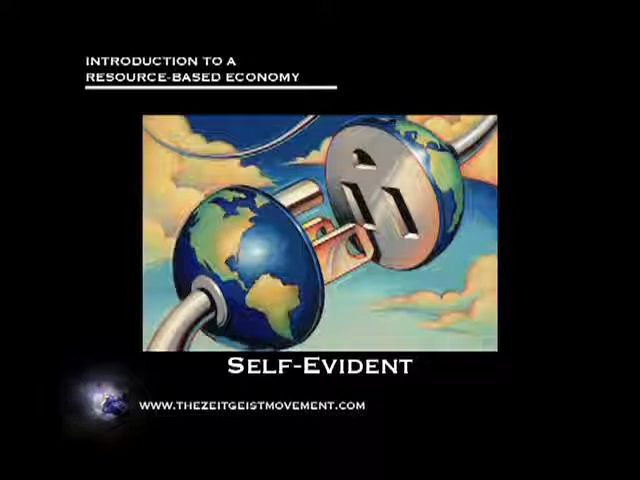 INTRODUCTION TO A
RESOURCE-BASED ECONOMY
SELF-EVIDENT
WWW.THEZEITGEISTMOVEMENT.COM